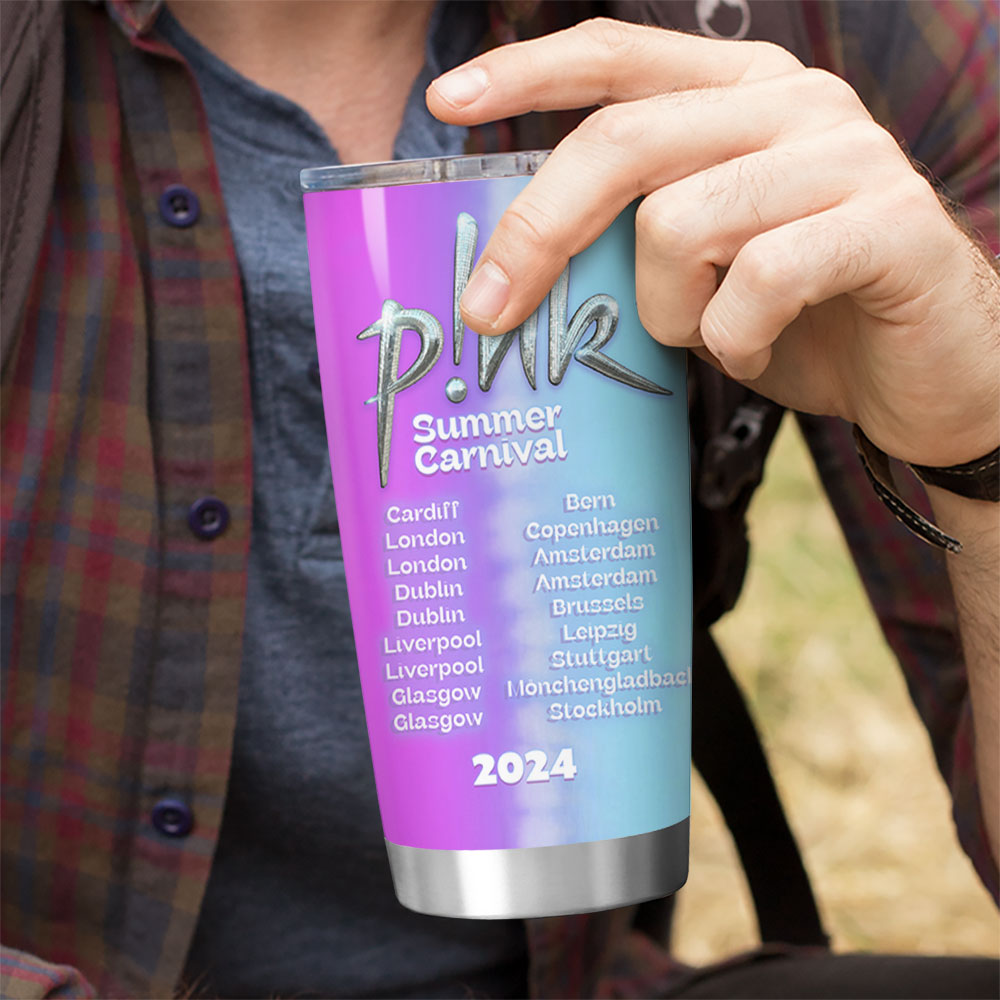 p!nk
Summer
Carnival
Cardiff
London
London
Dublin
Dublin
Liverpool
Liverpool
Glasgow
Glasgow
Bern
Copenhagen
Amsterdam
Amsterdam
Brussels
Leipzig
Stuttgart
Mönchengladbach
Stockholm
2024